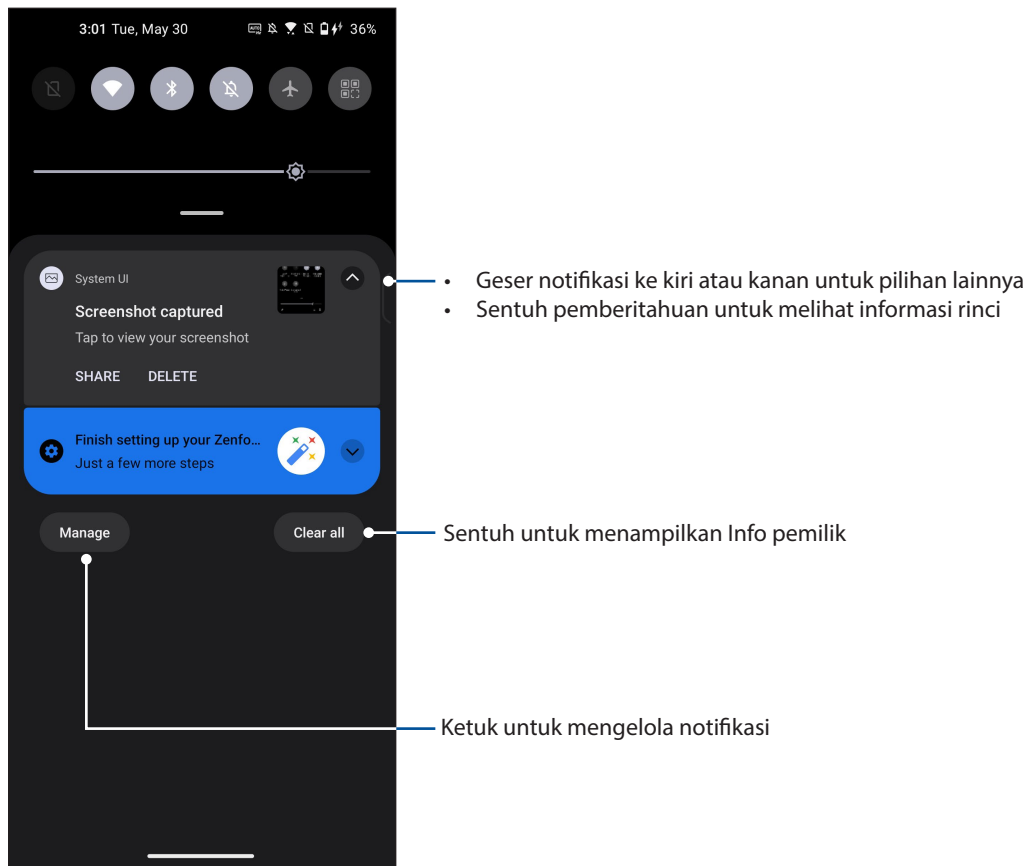 3:01 Tue, May 30 36%
System UI
Screenshot captured
Tap to view your screenshot
SHARE DELETE
Finish setting up your Zenfo...
Just a few more steps
Manage
Clear all
• Geser notifikasi ke kiri atau kanan untuk pilihan lainnya
• Sentuh pemberitahuan untuk melihat informasi rinci
Sentuh untuk menampilkan Info pemilik
Ketuk untuk mengelola notifikasi